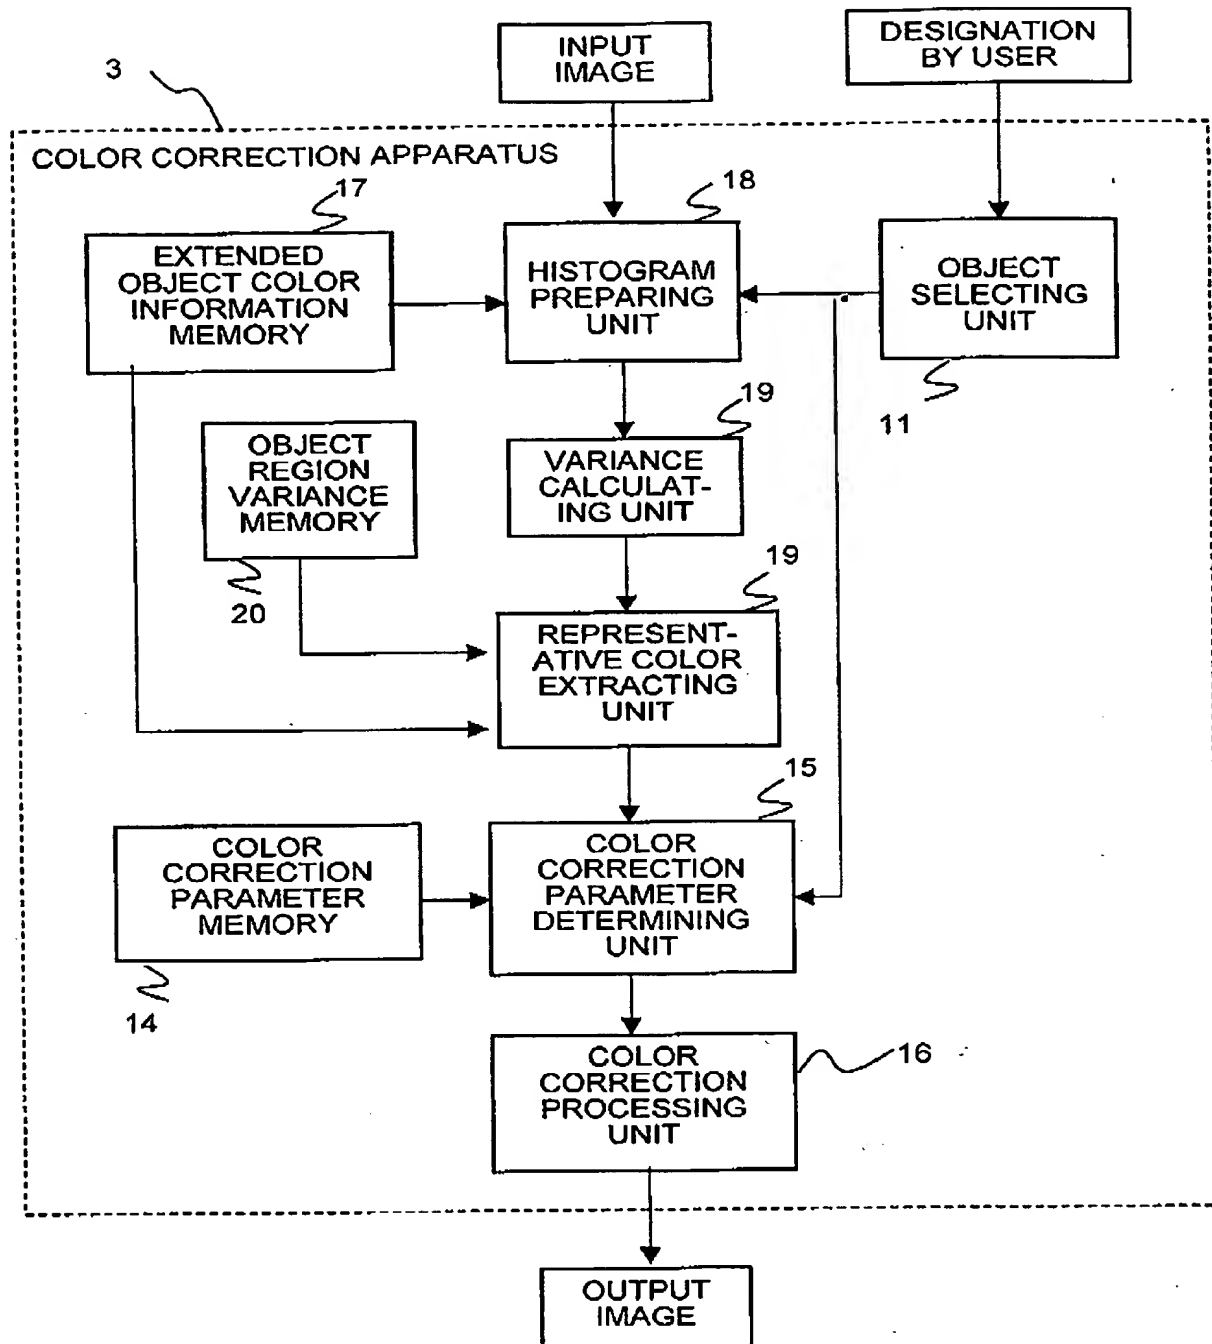 INPUT
IMAGE
DESIGNATION
BY USER
3
COLOR CORRECTION APPARATUS
17
18
EXTENDED
OBJECT COLOR
INFORMATION
MEMORY
HISTOGRAM
PREPARING
UNIT
OBJECT
SELECTING
UNIT
11
19
OBJECT
REGION
VARIANCE
MEMORY
VARIANCE
CALCULAT-
ING UNIT
20
19
REPRESENT-
ATIVE COLOR
EXTRACTING
UNIT
15
COLOR
CORRECTION
PARAMETER
MEMORY
COLOR
CORRECTION
PARAMETER
DETERMINING
UNIT
14
COLOR
CORRECTION
PROCESSING
UNIT
16
OUTPUT
IMAGE